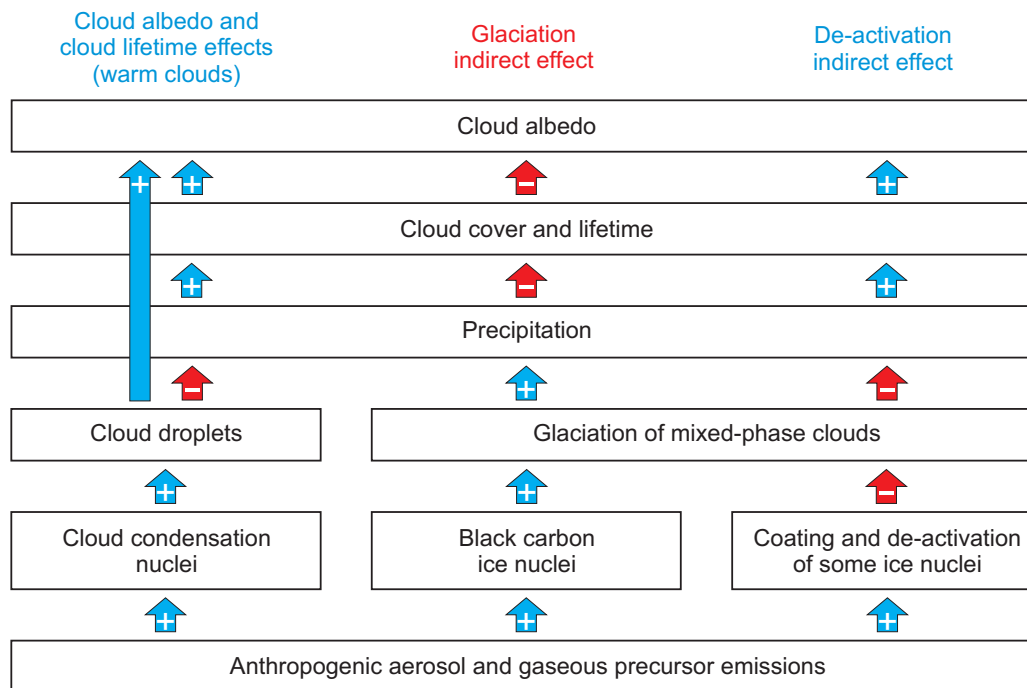 Cloud albedo and
cloud lifetime effects
(warm clouds)
Glaciation
indirect effect
De-activation
indirect effect
Cloud albedo
+
+
−
+
Cloud cover and lifetime
+
−
+
Precipitation
−
+
−
Cloud droplets
Glaciation of mixed-phase clouds
+
+
−
Cloud condensation
nuclei
Black carbon
ice nuclei
Coating and de-activation
of some ice nuclei
+
+
+
Anthropogenic aerosol and gaseous precursor emissions